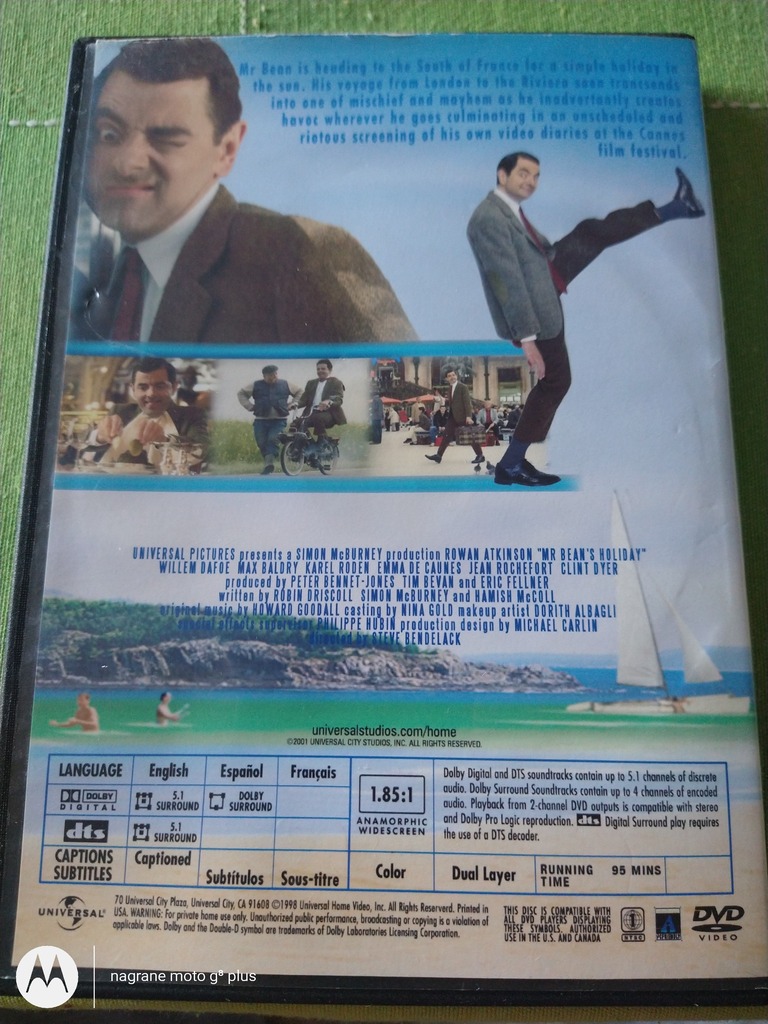 Mr Bean is heading to the South of France for a simple holiday in
the sun. His voyage from London to the Riviera soon transcends
into one of mischief and mayhem as he inadvertently creates
havoc wherever he goes culminating in an unscheduled and
riotous screening of his own video diaries at the Cannes
film festival.
UNIVERSAL PICTURES presents a SIMON McBURNEY production ROWAN ATKINSON "MR BEAN'S HOLIDAY"
WILLEM DAFOE MAX BALDRY KAREL RODEN EMMA DE CAUNES JEAN ROCHEFORT CLINT DYER
produced by PETER BENNET-JONES TIM BEVAN and ERIC FELLNER
written by ROBIN DRISCOLL SIMON McBURNEY and HAMISH McCOLL
original music by HOWARD GOODALL casting by NINA GOLD makeup artist DORITH ALBAGLI
special effects supervisor PHILIPPE HUBIN production design by MICHAEL CARLIN
directed by STEVE BENDELACK
universalstudios.com/home
©2001 UNIVERSAL CITY STUDIOS, INC. ALL RIGHTS RESERVED.
LANGUAGE English Español Français
DOLBY DIGITAL 5.1 SURROUND DOLBY SURROUND
dts 5.1 SURROUND
CAPTIONS SUBTITLES Captioned Subtítulos Sous-titre
1.85:1
ANAMORPHIC
WIDESCREEN
Dolby Digital and DTS soundtracks contain up to 5.1 channels of discrete
audio. Dolby Surround Soundtracks contain up to 4 channels of encoded
audio. Playback from 2-channel DVD outputs is compatible with stereo
and Dolby Pro Logic reproduction. dts Digital Surround play requires
the use of a DTS decoder.
Color Dual Layer RUNNING TIME 95 MINS
UNIVERSAL
70 Universal City Plaza, Universal City, CA 91608 ©1998 Universal Home Video, Inc. All Rights Reserved. Printed in
USA. WARNING: For private home use only. Unauthorized public performance, broadcasting or copying is a violation of
applicable laws. Dolby and the Double-D symbol are trademarks of Dolby Laboratories Licensing Corporation.
THIS DISC IS COMPATIBLE WITH
ALL DVD PLAYERS DISPLAYING
THESE SYMBOLS. AUTHORIZED
USE IN THE U.S. AND CANADA
1
NTSC
DVD
VIDEO
nagrane moto g⁸ plus